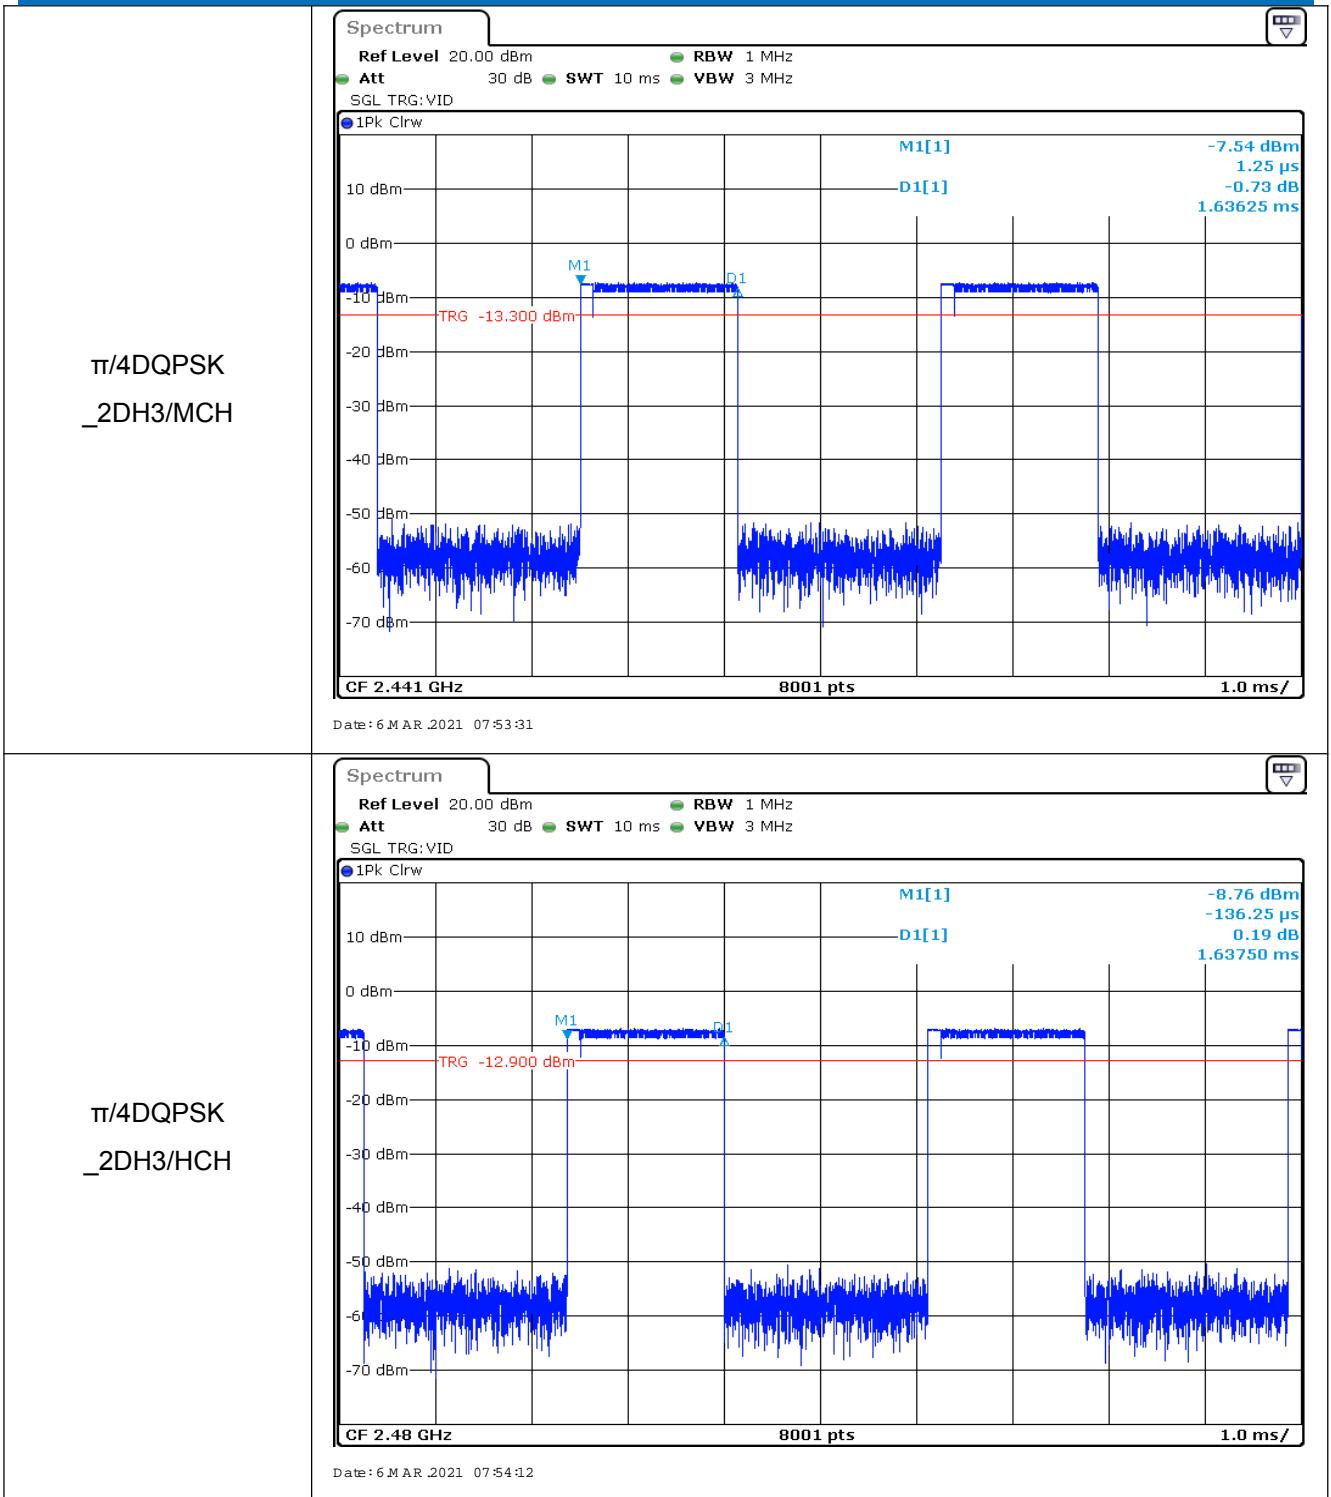 π/4DQPSK
_2DH3/MCH
Spectrum
Ref Level 20.00 dBm RBW 1 MHz
Att 30 dB SWT 10 ms VBW 3 MHz
SGL TRG:VID
1Pk Clrw
M1[1] -7.54 dBm
1.25 µs
10 dBm D1[1] -0.73 dB
1.63625 ms
0 dBm
M1
D1
-10 dBm
TRG -13.300 dBm
-20 dBm
-30 dBm
-40 dBm
-50 dBm
-60
-70 dBm
CF 2.441 GHz 8001 pts 1.0 ms/
Date: 6.MAR.2021 07:53:31
π/4DQPSK
_2DH3/HCH
Spectrum
Ref Level 20.00 dBm RBW 1 MHz
Att 30 dB SWT 10 ms VBW 3 MHz
SGL TRG:VID
1Pk Clrw
M1[1] -8.76 dBm
-136.25 µs
10 dBm D1[1] 0.19 dB
1.63750 ms
0 dBm
M1
D1
-10 dBm
TRG -12.900 dBm
-20 dBm
-30 dBm
-40 dBm
-50 dBm
-70 dBm
CF 2.48 GHz 8001 pts 1.0 ms/
Date: 6.MAR.2021 07:54:12